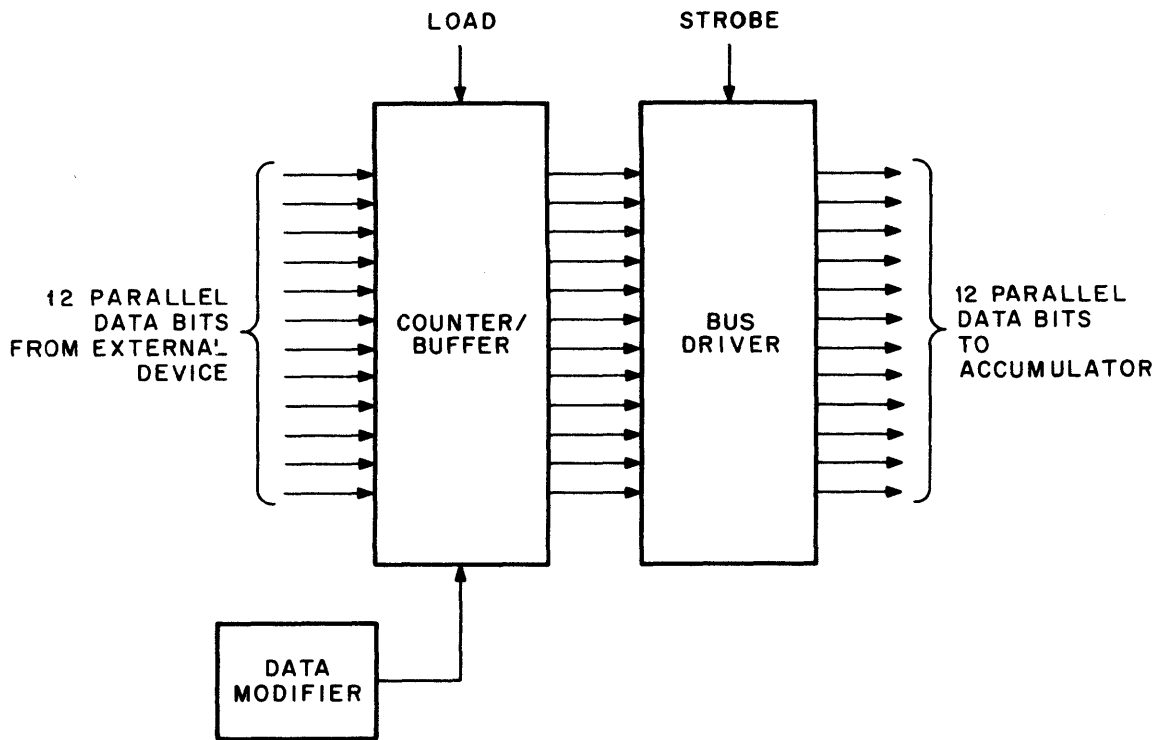 LOAD
STROBE
12 PARALLEL
DATA BITS
FROM EXTERNAL
DEVICE
COUNTER/
BUFFER
BUS
DRIVER
12 PARALLEL
DATA BITS
TO
ACCUMULATOR
DATA
MODIFIER